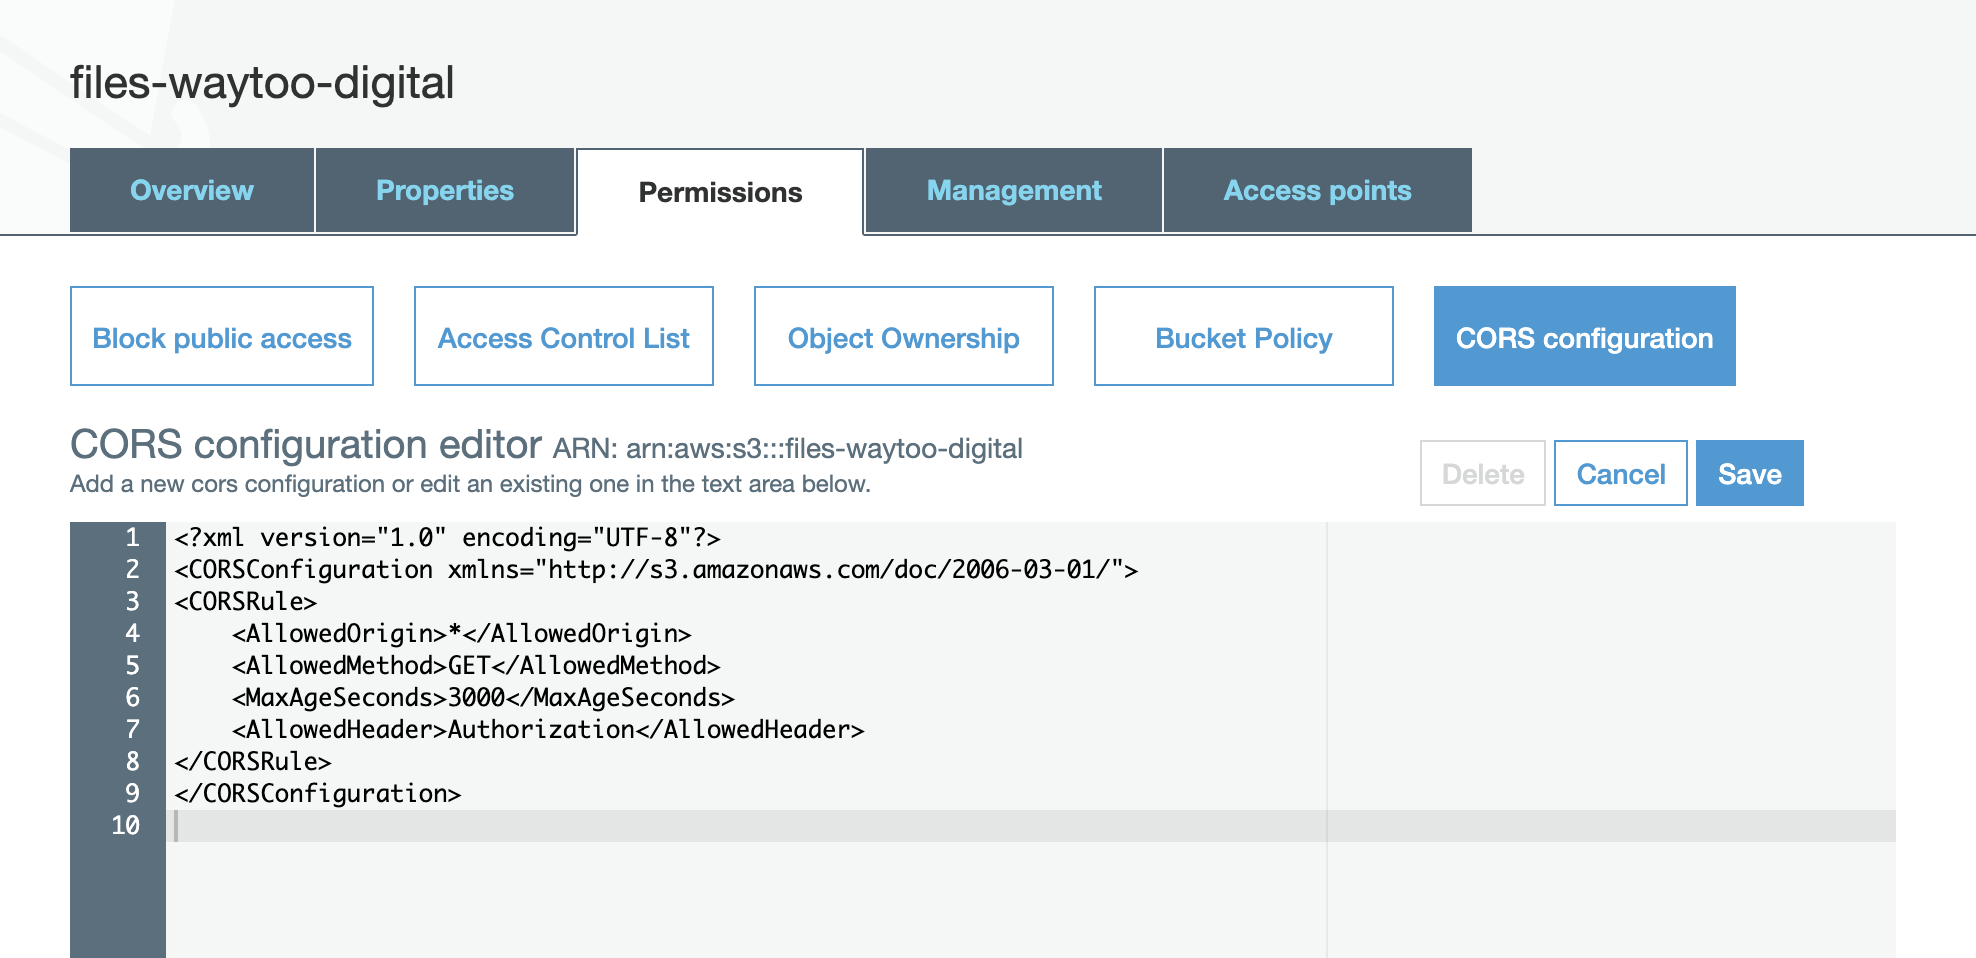 files-waytoo-digital
Overview Properties Permissions Management Access points
Block public access Access Control List Object Ownership Bucket Policy CORS configuration
CORS configuration editor ARN: arn:aws:s3:::files-waytoo-digital
Add a new cors configuration or edit an existing one in the text area below.
Delete Cancel Save
1 <?xml version="1.0" encoding="UTF-8"?>
2 <CORSConfiguration xmlns="http://s3.amazonaws.com/doc/2006-03-01/">
3 <CORSRule>
4     <AllowedOrigin>*</AllowedOrigin>
5     <AllowedMethod>GET</AllowedMethod>
6     <MaxAgeSeconds>3000</MaxAgeSeconds>
7     <AllowedHeader>Authorization</AllowedHeader>
8 </CORSRule>
9 </CORSConfiguration>
10